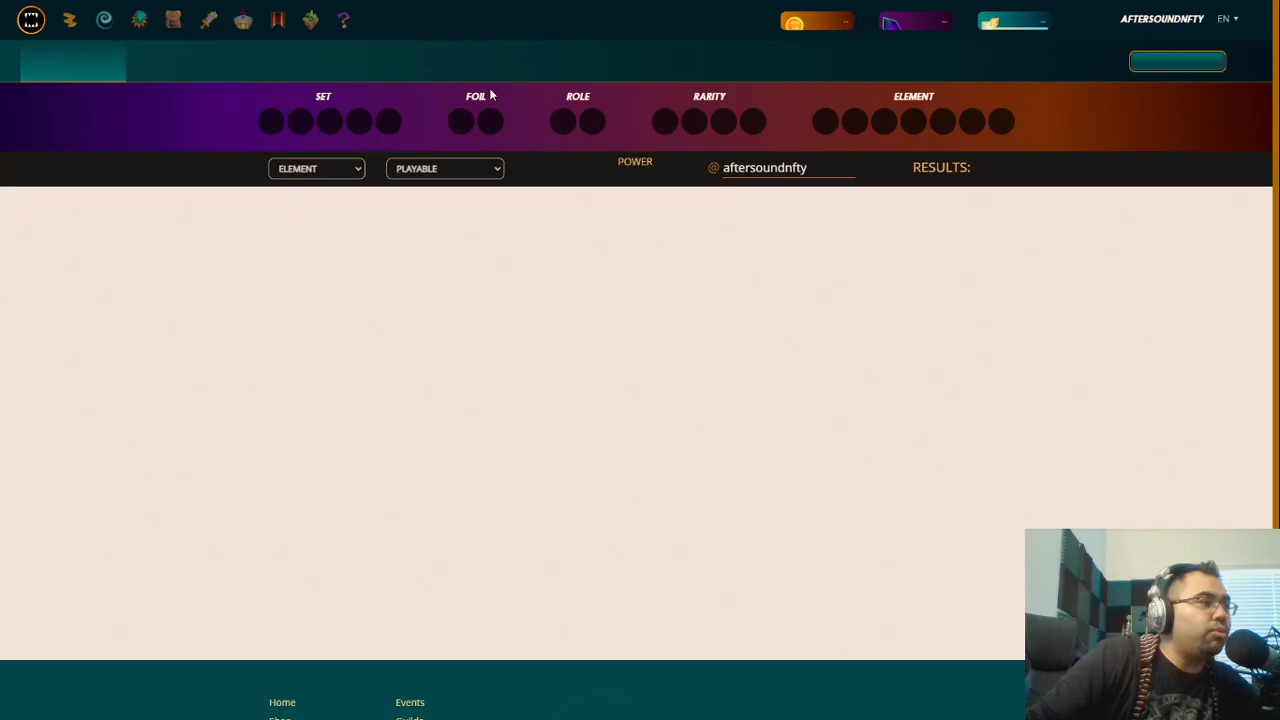 AFTERSOUNDNFTY EN
SET FOIL ROLE RARITY ELEMENT
ELEMENT PLAYABLE POWER @ aftersoundnfty RESULTS:
Home Events